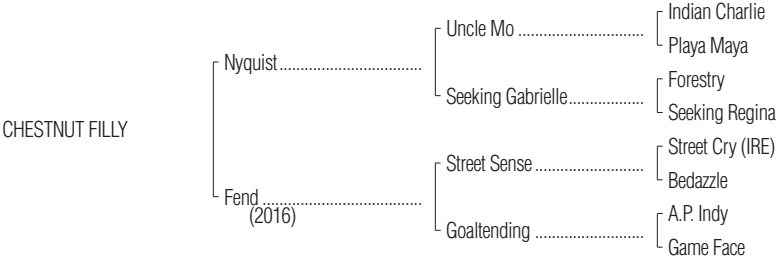 Indian Charlie
Uncle Mo ..............................
Playa Maya
Nyquist..................................
Forestry
Seeking Gabrielle..................
Seeking Regina
CHESTNUT FILLY
Street Cry (IRE)
Street Sense ..........................
Bedazzle
Fend ......................................
(2016)
A.P. Indy
Goaltending ..........................
Game Face